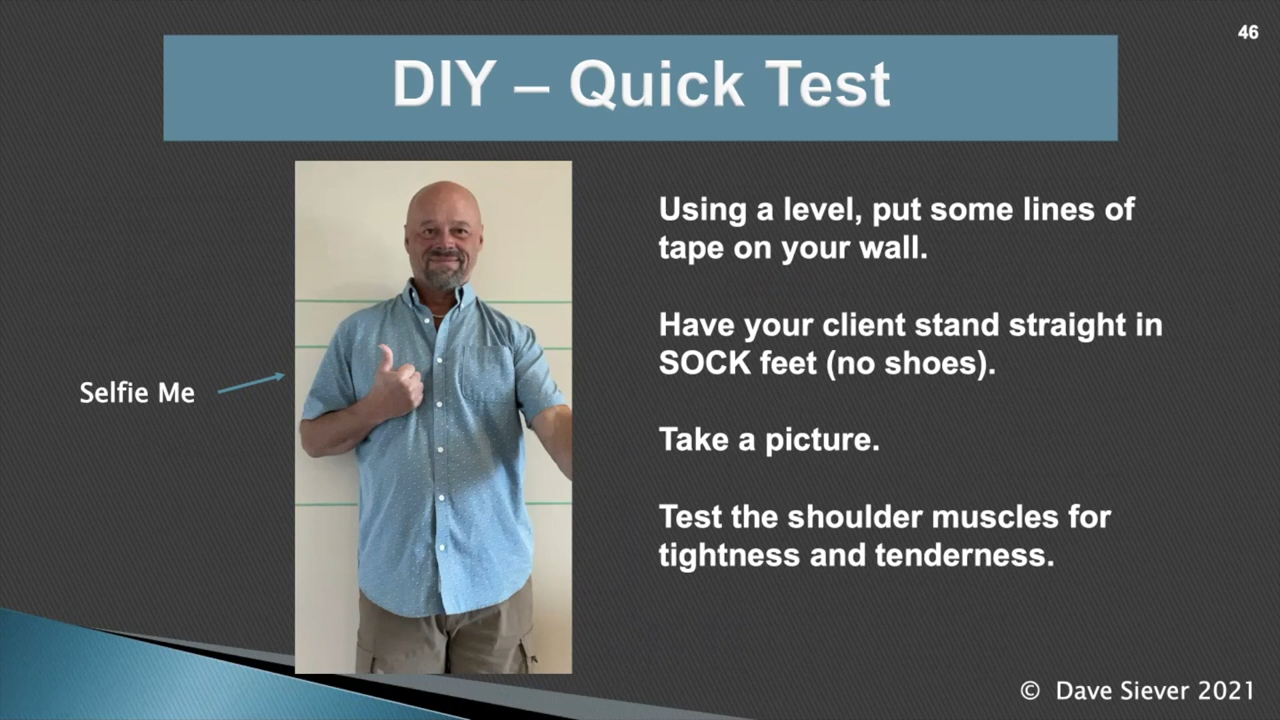 46
DIY – Quick Test
Using a level, put some lines of
tape on your wall.
Have your client stand straight in
SOCK feet (no shoes).
Selfie Me
Take a picture.
Test the shoulder muscles for
tightness and tenderness.
© Dave Siever 2021